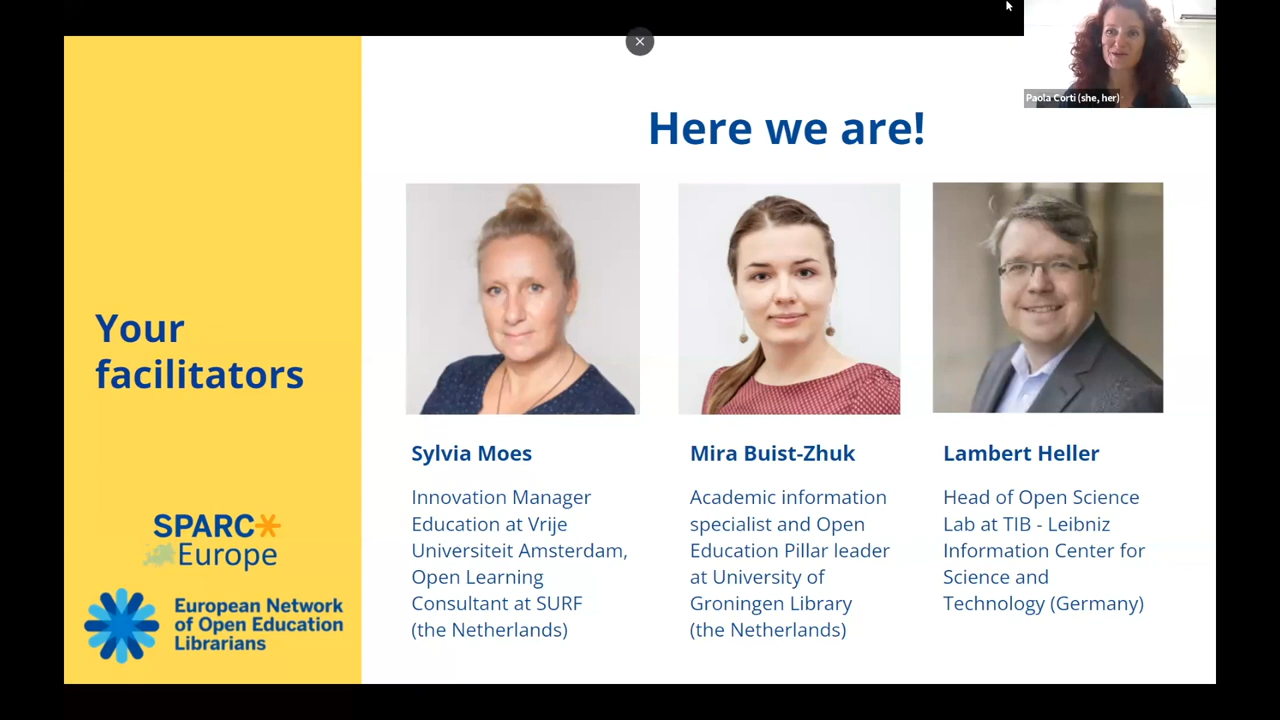 Paola Corti (she, her)
Here we are!
Your
facilitators
Sylvia Moes
Innovation Manager
Education at Vrije
Universiteit Amsterdam,
Open Learning
Consultant at SURF
(the Netherlands)
Mira Buist-Zhuk
Academic information
specialist and Open
Education Pillar leader
at University of
Groningen Library
(the Netherlands)
Lambert Heller
Head of Open Science
Lab at TIB - Leibniz
Information Center for
Science and
Technology (Germany)
SPARC
Europe
European Network
of Open Education
Librarians